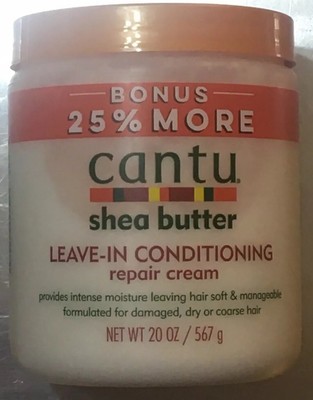 BONUS
25% MORE
cantu
shea butter
LEAVE-IN CONDITIONING
repair cream
provides intense moisture leaving hair soft & manageable
formulated for damaged, dry or coarse hair
NET WT 20 OZ / 567 g